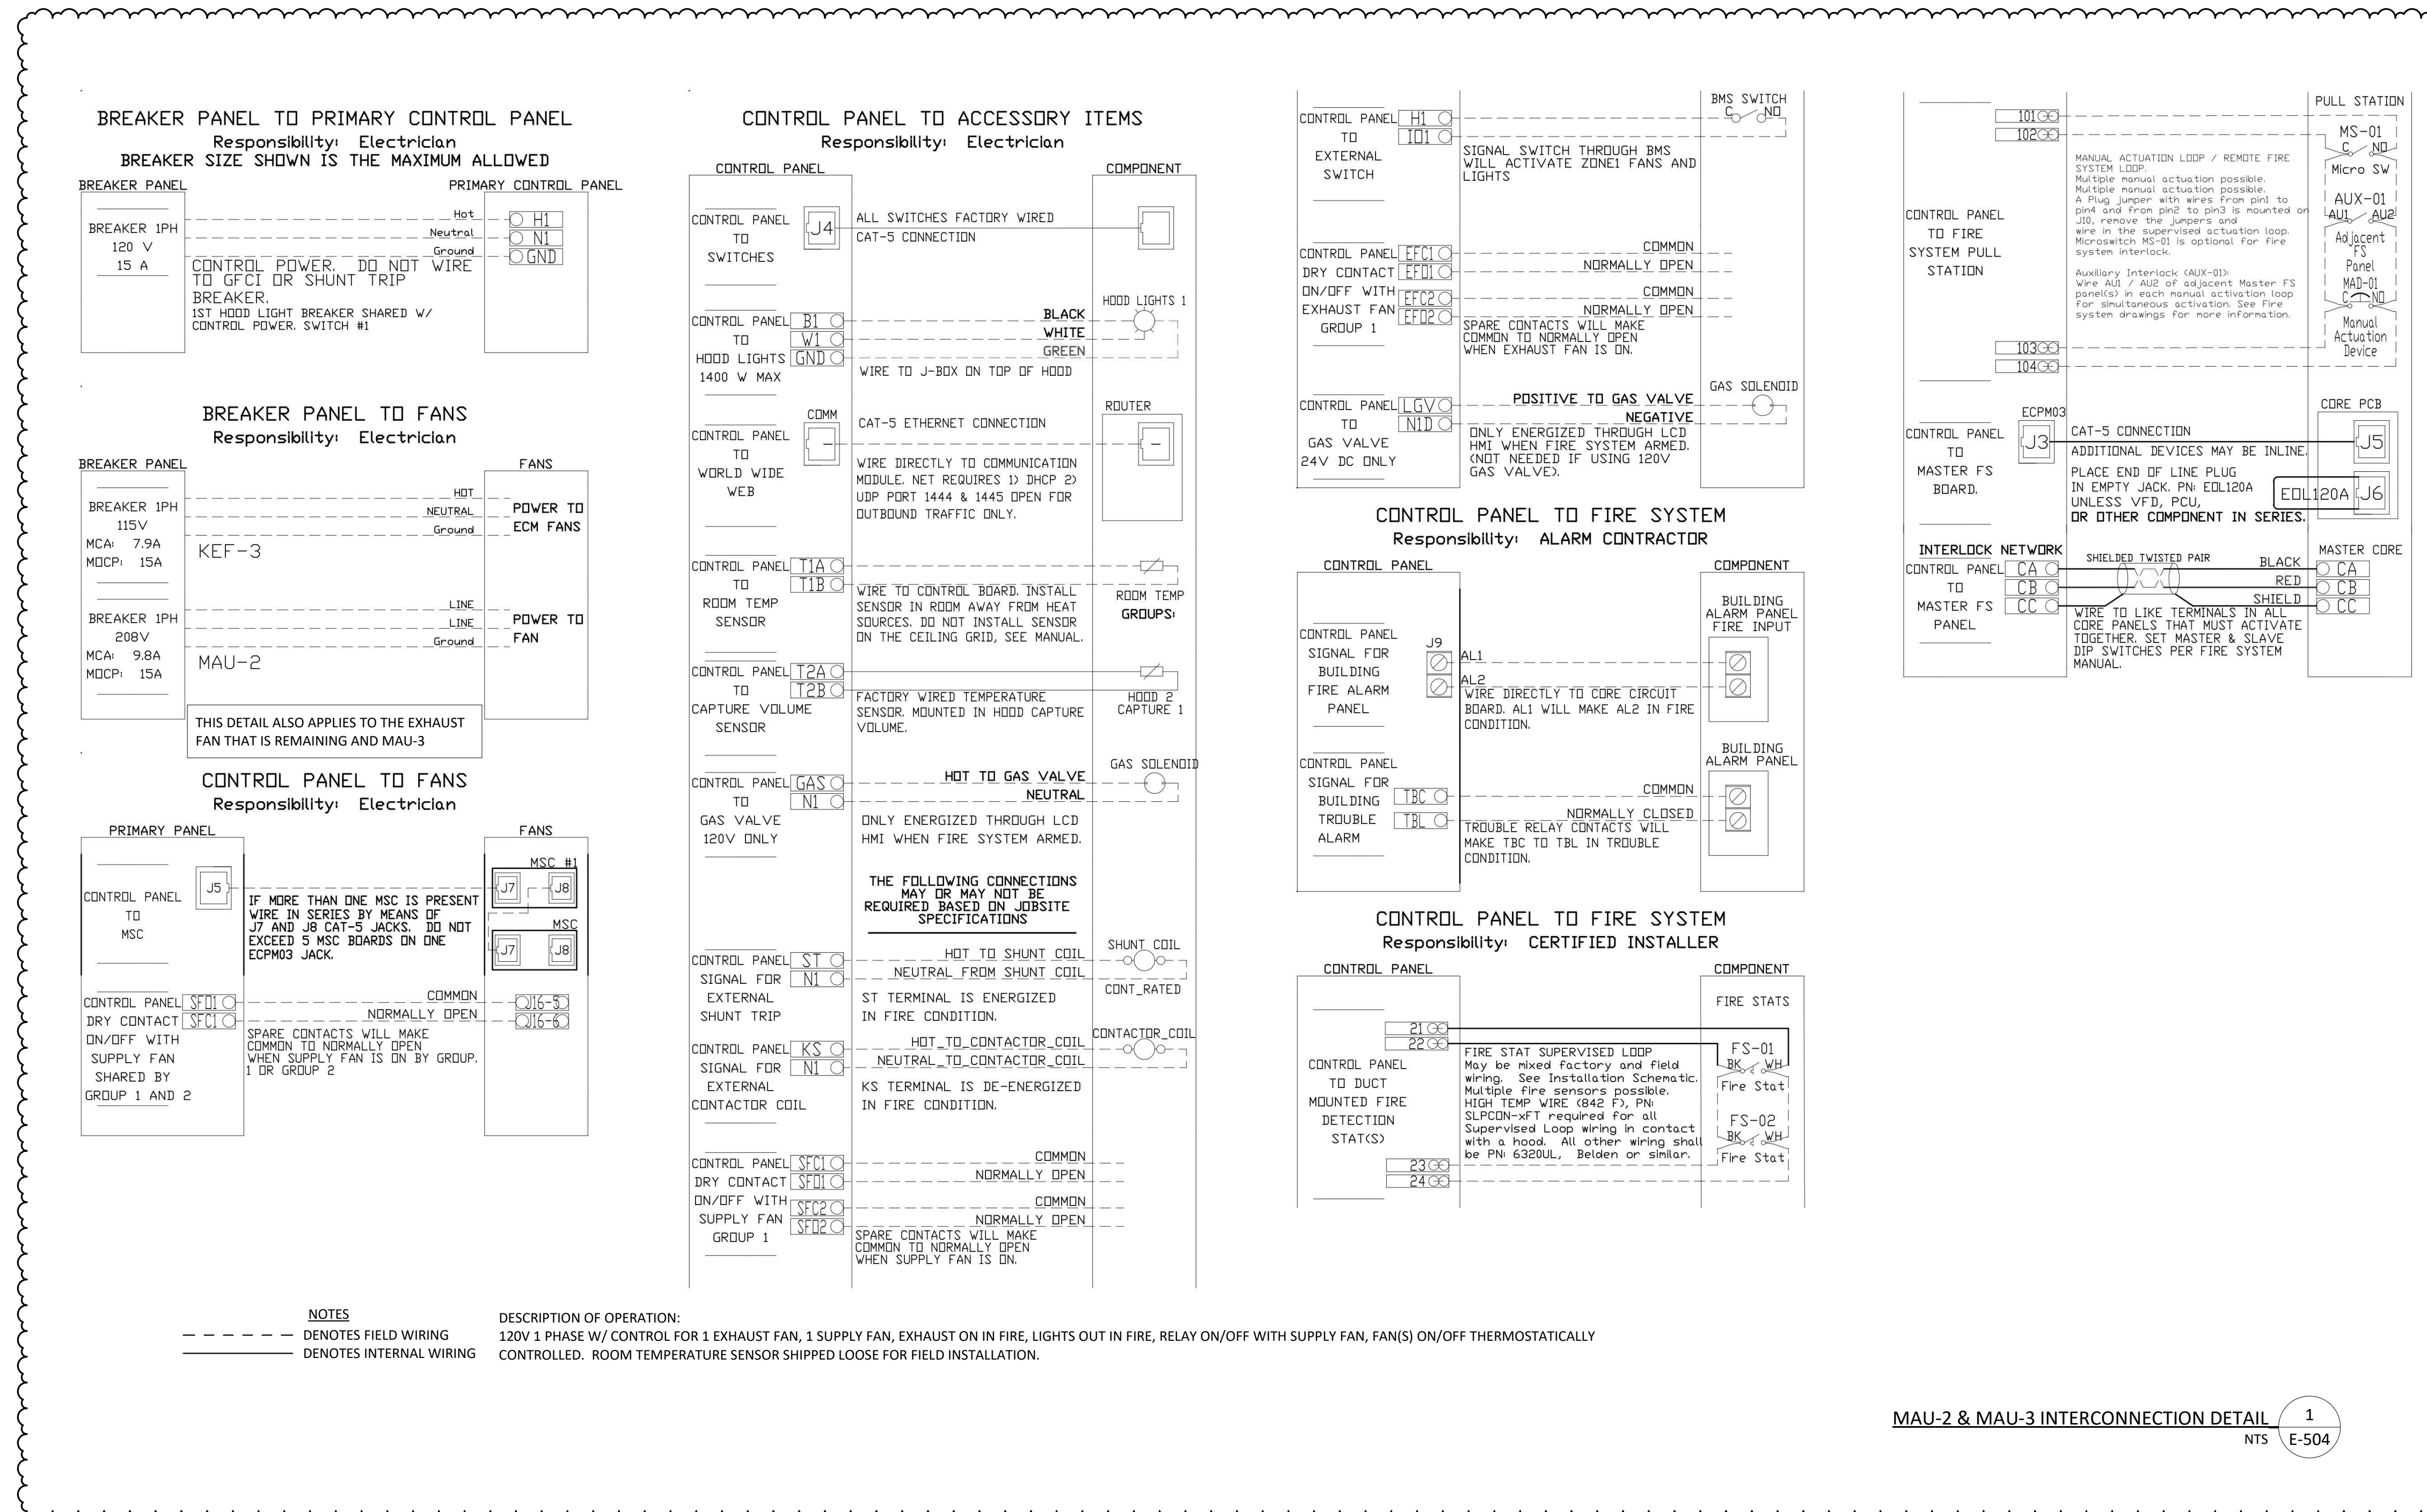 BREAKER PANEL TO PRIMARY CONTROL PANEL
Responsibility: Electrician
BREAKER SIZE SHOWN IS THE MAXIMUM ALLOWED
BREAKER PANEL
PRIMARY CONTROL PANEL
BREAKER 1PH
120 V
15 A
Hot
H1
Neutral
N1
Ground
GND
CONTROL POWER. DO NOT WIRE
TO GFCI OR SHUNT TRIP
BREAKER.
1ST HOOD LIGHT BREAKER SHARED W/
CONTROL POWER. SWITCH #1
BREAKER PANEL TO FANS
Responsibility: Electrician
BREAKER PANEL
FANS
BREAKER 1PH
115V
MCA: 7.9A
MOCP: 15A
HOT
NEUTRAL
Ground
POWER TO
ECM FANS
KEF-3
BREAKER 1PH
208V
MCA: 9.8A
MOCP: 15A
LINE
LINE
Ground
POWER TO
FAN
MAU-2
THIS DETAIL ALSO APPLIES TO THE EXHAUST
FAN THAT IS REMAINING AND MAU-3
CONTROL PANEL TO FANS
Responsibility: Electrician
PRIMARY PANEL
FANS
CONTROL PANEL
TO
MSC
J5
MSC #1
J7
J8
MSC
J7
J8
IF MORE THAN ONE MSC IS PRESENT
WIRE IN SERIES BY MEANS OF
J7 AND J8 CAT-5 JACKS. DO NOT
EXCEED 5 MSC BOARDS ON ONE
ECPM03 JACK.
CONTROL PANEL
DRY CONTACT
ON/OFF WITH
SUPPLY FAN
SHARED BY
GROUP 1 AND 2
SFO1
SFC1
COMMON
NORMALLY OPEN
J16-5
J16-6
SPARE CONTACTS WILL MAKE
COMMON TO NORMALLY OPEN
WHEN SUPPLY FAN IS ON BY GROUP.
1 OR GROUP 2
CONTROL PANEL TO ACCESSORY ITEMS
Responsibility: Electrician
CONTROL PANEL
COMPONENT
CONTROL PANEL
TO
SWITCHES
J4
ALL SWITCHES FACTORY WIRED
CAT-5 CONNECTION
CONTROL PANEL
TO
HOOD LIGHTS
1400 W MAX
B1
W1
GND
BLACK
WHITE
GREEN
HOOD LIGHTS 1
WIRE TO J-BOX ON TOP OF HOOD
CONTROL PANEL
TO
WORLD WIDE
WEB
COMM
ROUTER
CAT-5 ETHERNET CONNECTION
WIRE DIRECTLY TO COMMUNICATION
MODULE. NET REQUIRES 1) DHCP 2)
UDP PORT 1444 & 1445 OPEN FOR
OUTBOUND TRAFFIC ONLY.
CONTROL PANEL
TO
ROOM TEMP
SENSOR
T1A
T1B
ROOM TEMP
GROUPS:
WIRE TO CONTROL BOARD. INSTALL
SENSOR IN ROOM AWAY FROM HEAT
SOURCES. DO NOT INSTALL SENSOR
ON THE CEILING GRID, SEE MANUAL.
CONTROL PANEL
TO
CAPTURE VOLUME
SENSOR
T2A
T2B
HOOD 2
CAPTURE 1
FACTORY WIRED TEMPERATURE
SENSOR. MOUNTED IN HOOD CAPTURE
VOLUME.
CONTROL PANEL
TO
GAS VALVE
120V ONLY
GAS
N1
HOT TO GAS VALVE
NEUTRAL
GAS SOLENOID
ONLY ENERGIZED THROUGH LCD
HMI WHEN FIRE SYSTEM ARMED.
THE FOLLOWING CONNECTIONS
MAY OR MAY NOT BE
REQUIRED BASED ON JOBSITE
SPECIFICATIONS
CONTROL PANEL
SIGNAL FOR
EXTERNAL
SHUNT TRIP
ST
N1
HOT TO SHUNT COIL
NEUTRAL FROM SHUNT COIL
SHUNT COIL
CONT_RATED
ST TERMINAL IS ENERGIZED
IN FIRE CONDITION.
CONTROL PANEL
SIGNAL FOR
EXTERNAL
CONTACTOR COIL
KS
N1
HOT_TO_CONTACTOR_COIL
NEUTRAL_TO_CONTACTOR_COIL
CONTACTOR_COIL
KS TERMINAL IS DE-ENERGIZED
IN FIRE CONDITION.
CONTROL PANEL
DRY CONTACT
ON/OFF WITH
SUPPLY FAN
GROUP 1
SFC1
SFO1
SFC2
SFO2
COMMON
NORMALLY OPEN
COMMON
NORMALLY OPEN
SPARE CONTACTS WILL MAKE
COMMON TO NORMALLY OPEN
WHEN SUPPLY FAN IS ON.
CONTROL PANEL
TO
EXTERNAL
SWITCH
H1
IO1
BMS SWITCH
C
NO
SIGNAL SWITCH THROUGH BMS
WILL ACTIVATE ZONE1 FANS AND
LIGHTS
CONTROL PANEL
DRY CONTACT
ON/OFF WITH
EXHAUST FAN
GROUP 1
EFC1
EFO1
EFC2
EFO2
COMMON
NORMALLY OPEN
COMMON
NORMALLY OPEN
SPARE CONTACTS WILL MAKE
COMMON TO NORMALLY OPEN
WHEN EXHAUST FAN IS ON.
CONTROL PANEL
TO
GAS VALVE
24V DC ONLY
LGV
N1D
POSITIVE TO GAS VALVE
NEGATIVE
GAS SOLENOID
ONLY ENERGIZED THROUGH LCD
HMI WHEN FIRE SYSTEM ARMED.
(NOT NEEDED IF USING 120V
GAS VALVE).
CONTROL PANEL TO FIRE SYSTEM
Responsibility: ALARM CONTRACTOR
CONTROL PANEL
COMPONENT
CONTROL PANEL
SIGNAL FOR
BUILDING
FIRE ALARM
PANEL
J9
AL1
AL2
BUILDING
ALARM PANEL
FIRE INPUT
WIRE DIRECTLY TO CORE CIRCUIT
BOARD. AL1 WILL MAKE AL2 IN FIRE
CONDITION.
CONTROL PANEL
SIGNAL FOR
BUILDING
TROUBLE
ALARM
TBC
TBL
COMMON
NORMALLY CLOSED
BUILDING
ALARM PANEL
TROUBLE RELAY CONTACTS WILL
MAKE TBC TO TBL IN TROUBLE
CONDITION.
CONTROL PANEL TO FIRE SYSTEM
Responsibility: CERTIFIED INSTALLER
CONTROL PANEL
COMPONENT
FIRE STATS
CONTROL PANEL
TO DUCT
MOUNTED FIRE
DETECTION
STAT(S)
21
22
23
24
FIRE STAT SUPERVISED LOOP
May be mixed factory and field
wiring. See Installation Schematic.
Multiple fire sensors possible.
HIGH TEMP WIRE (842 F), PN:
SLPCON-xFT required for all
Supervised Loop wiring in contact
with a hood. All other wiring shall
be PN: 6320UL, Belden or similar.
FS-01
BK
WH
Fire Stat
FS-02
BK
WH
Fire Stat
PULL STATION
101
102
103
104
CONTROL PANEL
TO FIRE
SYSTEM PULL
STATION
MANUAL ACTUATION LOOP / REMOTE FIRE
SYSTEM LOOP.
Multiple manual actuation possible.
Multiple manual actuation possible.
A Plug jumper with wires from pin1 to
pin4 and from pin2 to pin3 is mounted on
J10, remove the jumpers and
wire in the supervised actuation loop.
Microswitch MS-01 is optional for fire
system interlock.
Auxiliary Interlock (AUX-01):
Wire AU1 / AU2 of adjacent Master FS
panel(s) in each manual activation loop
for simultaneous activation. See Fire
system drawings for more information.
MS-01
C
NO
Micro SW
AUX-01
AU1
AU2
Adjacent
FS
Panel
MAD-01
C
NO
Manual
Actuation
Device
CONTROL PANEL
TO
MASTER FS
BOARD.
ECPM03
J3
CORE PCB
J5
CAT-5 CONNECTION
ADDITIONAL DEVICES MAY BE INLINE.
PLACE END OF LINE PLUG
IN EMPTY JACK. PN: EOL120A
UNLESS VFD, PCU,
OR OTHER COMPONENT IN SERIES.
EOL120A
J6
INTERLOCK NETWORK
CONTROL PANEL
TO
MASTER FS
PANEL
CA
CB
CC
SHIELDED TWISTED PAIR
BLACK
RED
SHIELD
MASTER CORE
CA
CB
CC
WIRE TO LIKE TERMINALS IN ALL
CORE PANELS THAT MUST ACTIVATE
TOGETHER. SET MASTER & SLAVE
DIP SWITCHES PER FIRE SYSTEM
MANUAL.
NOTES
DENOTES FIELD WIRING
DENOTES INTERNAL WIRING
DESCRIPTION OF OPERATION:
120V 1 PHASE W/ CONTROL FOR 1 EXHAUST FAN, 1 SUPPLY FAN, EXHAUST ON IN FIRE, LIGHTS OUT IN FIRE, RELAY ON/OFF WITH SUPPLY FAN, FAN(S) ON/OFF THERMOSTATICALLY
CONTROLLED. ROOM TEMPERATURE SENSOR SHIPPED LOOSE FOR FIELD INSTALLATION.
MAU-2 & MAU-3 INTERCONNECTION DETAIL
NTS
1
E-504